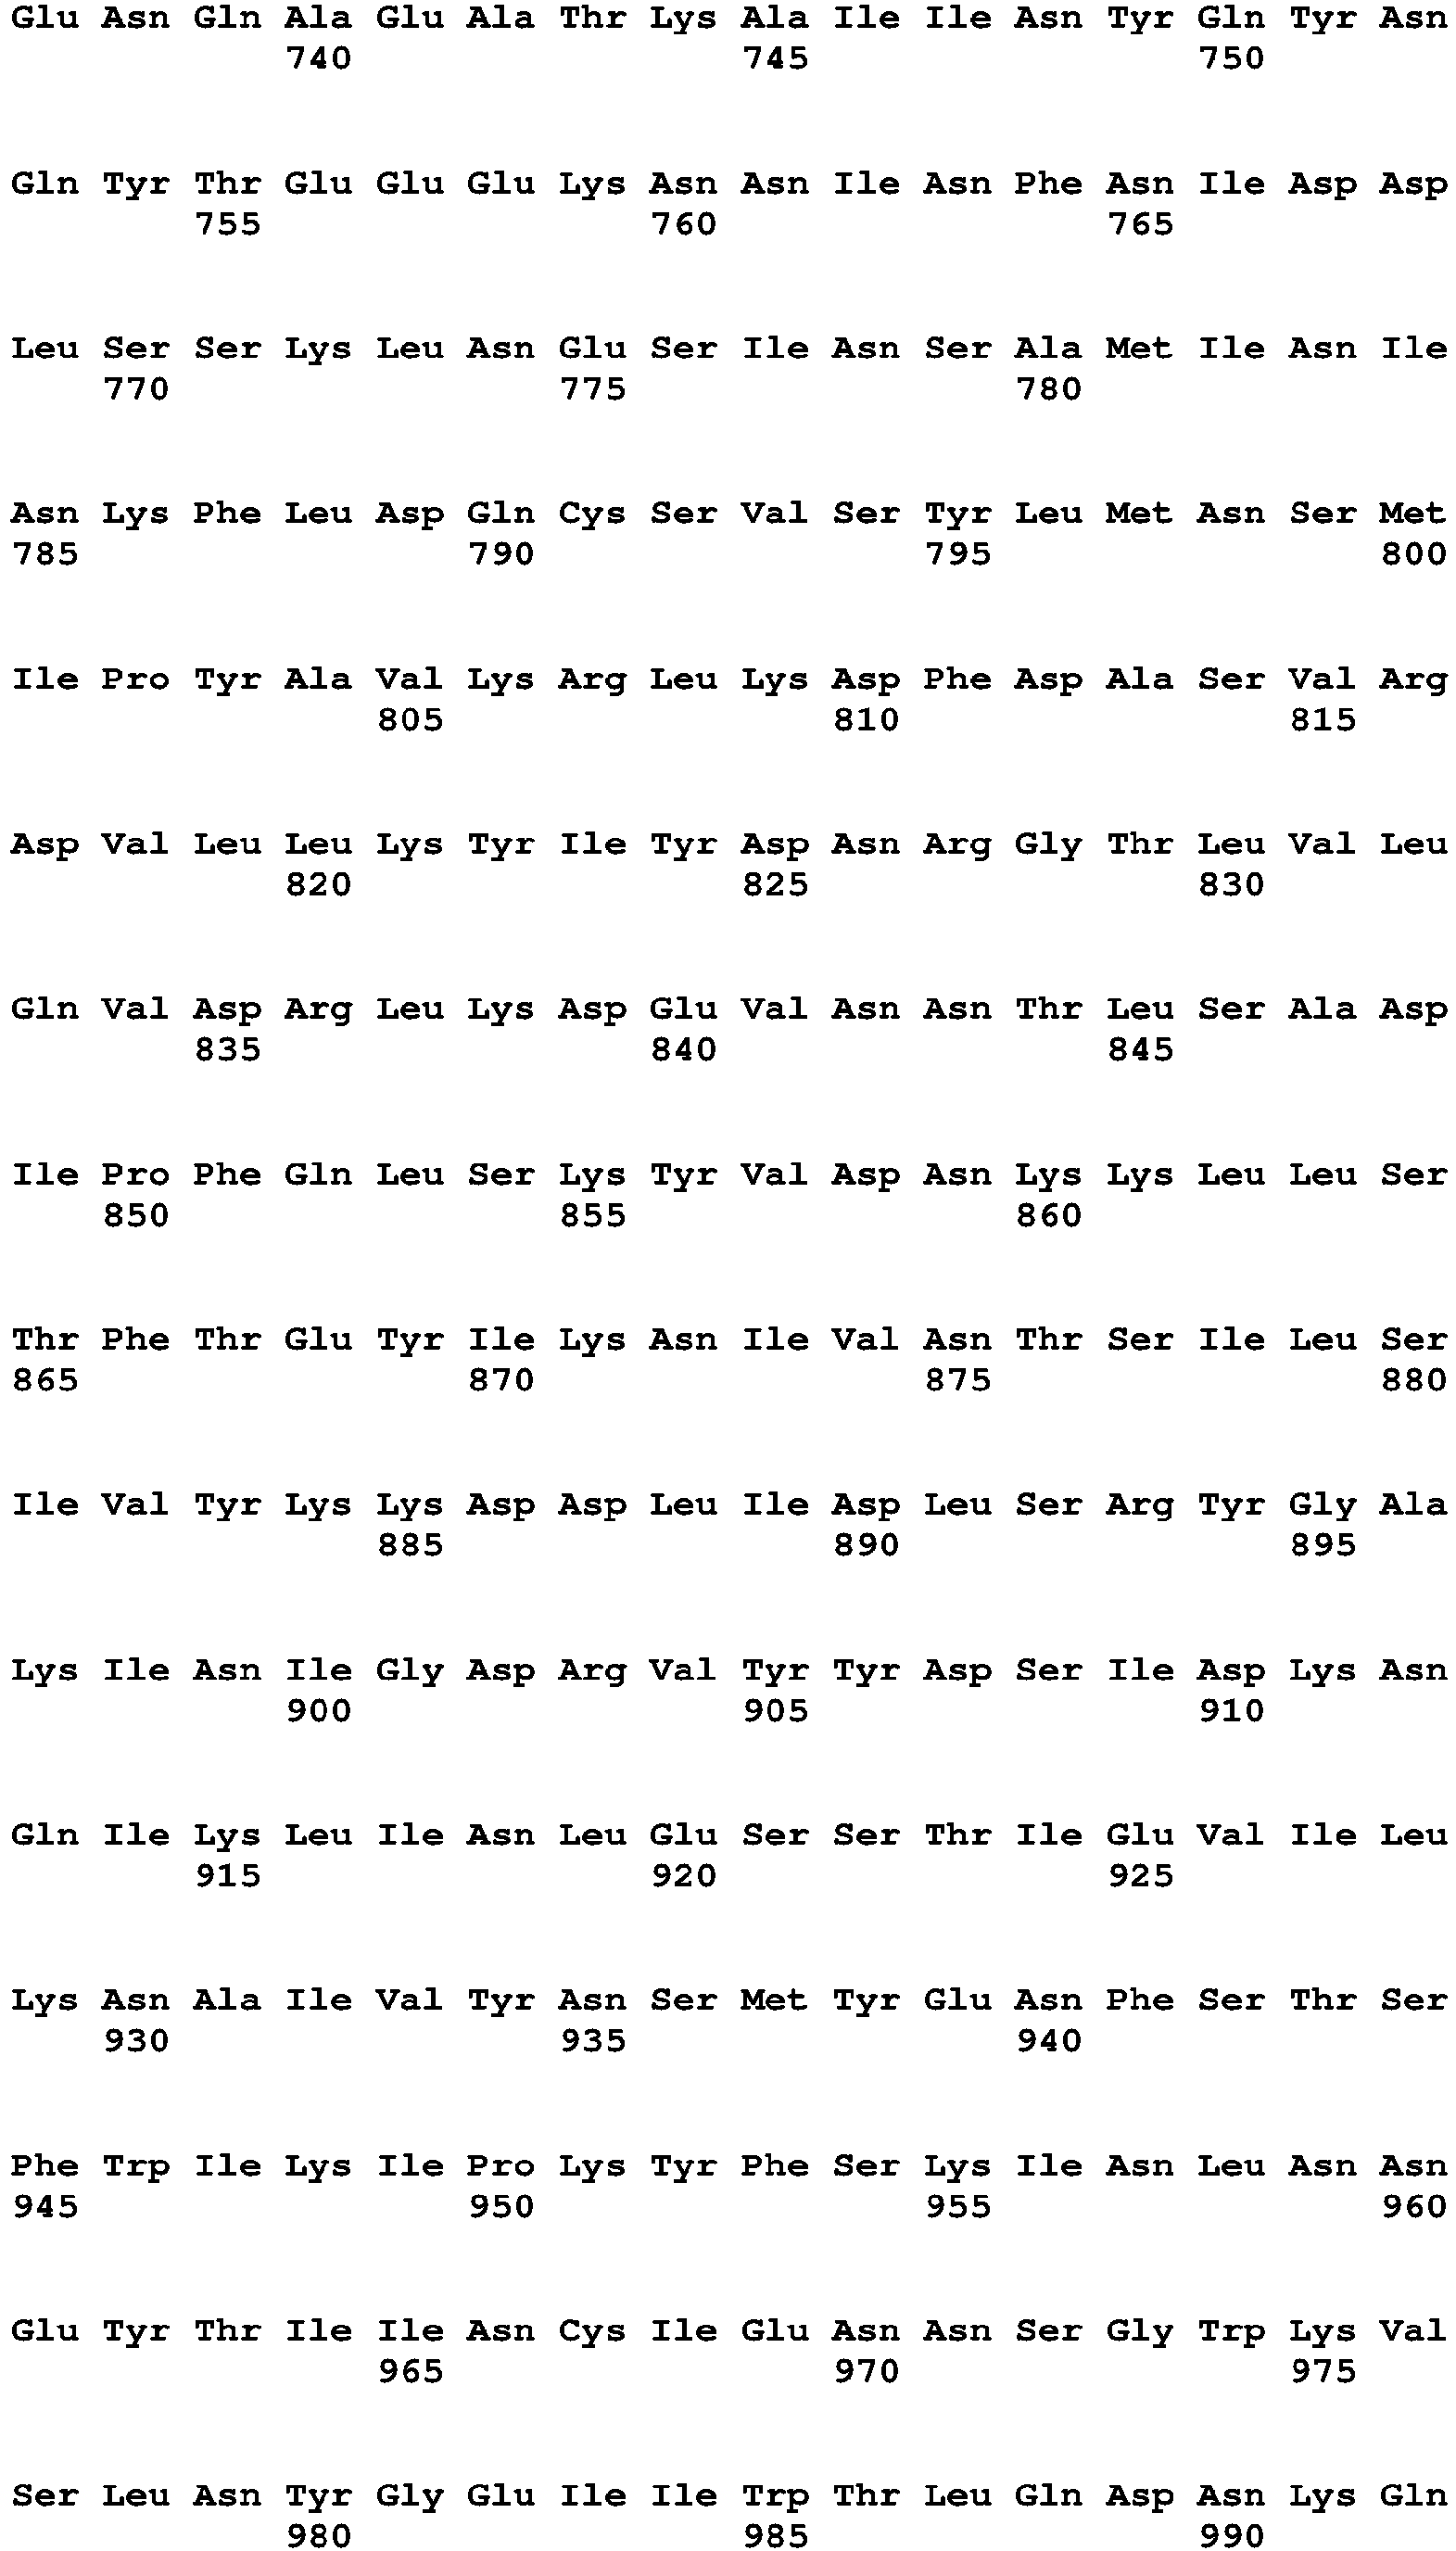 Glu Asn Gln Ala Glu Ala Thr Lys Ala Ile Ile Asn Tyr Gln Tyr Asn
740 745 750
Gln Tyr Thr Glu Glu Glu Lys Asn Asn Ile Asn Phe Asn Ile Asp Asp
755 760 765
Leu Ser Ser Lys Leu Asn Glu Ser Ile Asn Ser Ala Met Ile Asn Ile
770 775 780
Asn Lys Phe Leu Asp Gln Cys Ser Val Ser Tyr Leu Met Asn Ser Met
785 790 795 800
Ile Pro Tyr Ala Val Lys Arg Leu Lys Asp Phe Asp Ala Ser Val Arg
805 810 815
Asp Val Leu Leu Lys Tyr Ile Tyr Asp Asn Arg Gly Thr Leu Val Leu
820 825 830
Gln Val Asp Arg Leu Lys Asp Glu Val Asn Asn Thr Leu Ser Ala Asp
835 840 845
Ile Pro Phe Gln Leu Ser Lys Tyr Val Asp Asn Lys Lys Leu Leu Ser
850 855 860
Thr Phe Thr Glu Tyr Ile Lys Asn Ile Val Asn Thr Ser Ile Leu Ser
865 870 875 880
Ile Val Tyr Lys Lys Asp Asp Leu Ile Asp Leu Ser Arg Tyr Gly Ala
885 890 895
Lys Ile Asn Ile Gly Asp Arg Val Tyr Tyr Asp Ser Ile Asp Lys Asn
900 905 910
Gln Ile Lys Leu Ile Asn Leu Glu Ser Ser Thr Ile Glu Val Ile Leu
915 920 925
Lys Asn Ala Ile Val Tyr Asn Ser Met Tyr Glu Asn Phe Ser Thr Ser
930 935 940
Phe Trp Ile Lys Ile Pro Lys Tyr Phe Ser Lys Ile Asn Leu Asn Asn
945 950 955 960
Glu Tyr Thr Ile Ile Asn Cys Ile Glu Asn Asn Ser Gly Trp Lys Val
965 970 975
Ser Leu Asn Tyr Gly Glu Ile Ile Trp Thr Leu Gln Asp Asn Lys Gln
980 985 990